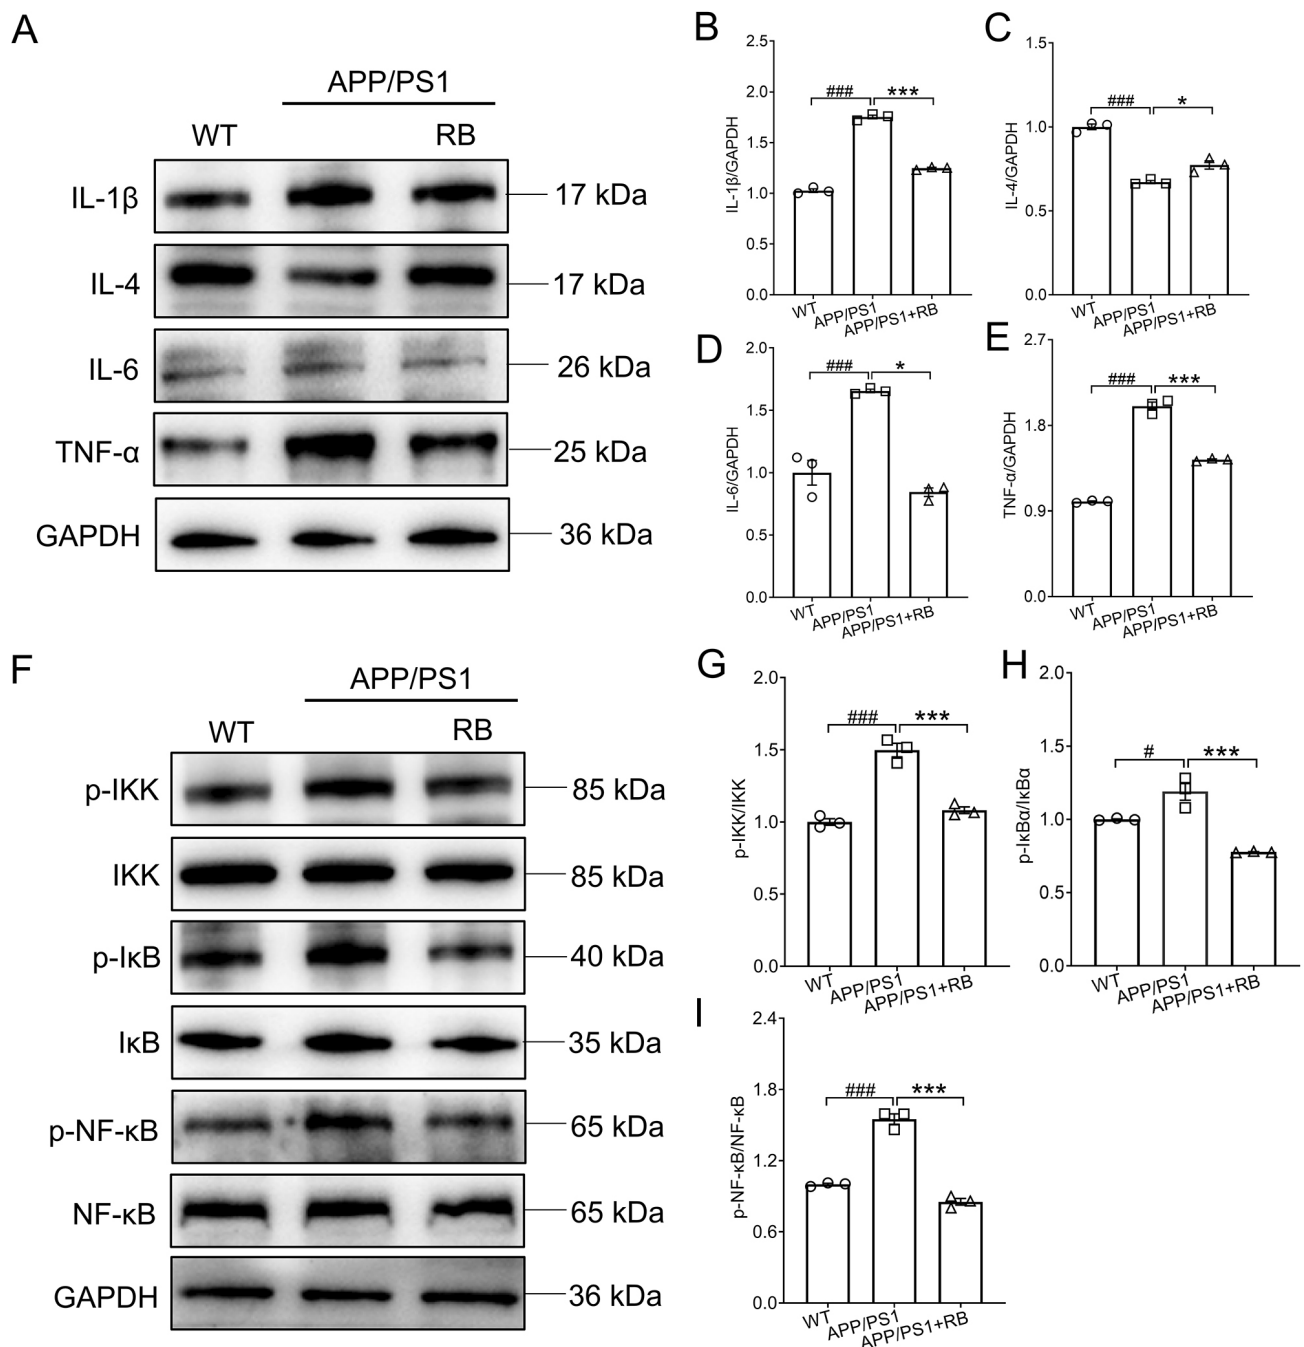 A
APP/PS1
WT
RB
IL-1β
17 kDa
IL-4
17 kDa
IL-6
26 kDa
TNF-α
25 kDa
GAPDH
36 kDa
B
2.5
2.0
1.5
1.0
0.5
0.0
IL-1β/GAPDH
###
***
WT
APP/PS1
APP/PS1+RB
C
1.5
1.0
0.5
0.0
IL-4/GAPDH
###
*
WT
APP/PS1
APP/PS1+RB
D
2.0
1.5
1.0
0.5
0.0
IL-6/GAPDH
###
*
WT
APP/PS1
APP/PS1+RB
E
2.7
1.8
0.9
0.0
TNF-α/GAPDH
###
***
WT
APP/PS1
APP/PS1+RB
F
APP/PS1
WT
RB
p-IKK
85 kDa
IKK
85 kDa
p-IκB
40 kDa
IκB
35 kDa
p-NF-κB
65 kDa
NF-κB
65 kDa
GAPDH
36 kDa
G
2.0
1.5
1.0
0.5
0.0
p-IKK/IKK
###
***
WT
APP/PS1
APP/PS1+RB
H
2.0
1.5
1.0
0.5
0.0
p-IκBα/IκBα
#
***
WT
APP/PS1
APP/PS1+RB
I
2.4
1.8
1.2
0.6
0.0
p-NF-κB/NF-κB
###
***
WT
APP/PS1
APP/PS1+RB